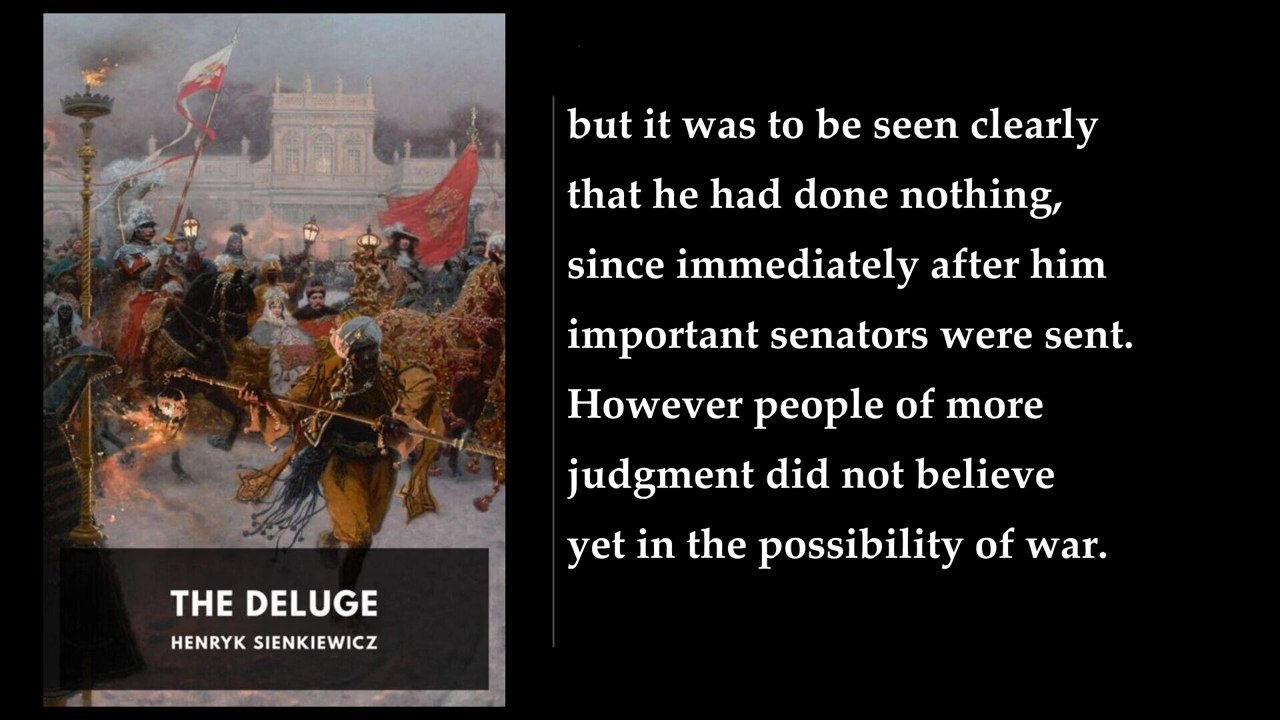 THE DELUGE
HENRYK SIENKIEWICZ
but it was to be seen clearly
that he had done nothing,
since immediately after him
important senators were sent.
However people of more
judgment did not believe
yet in the possibility of war.